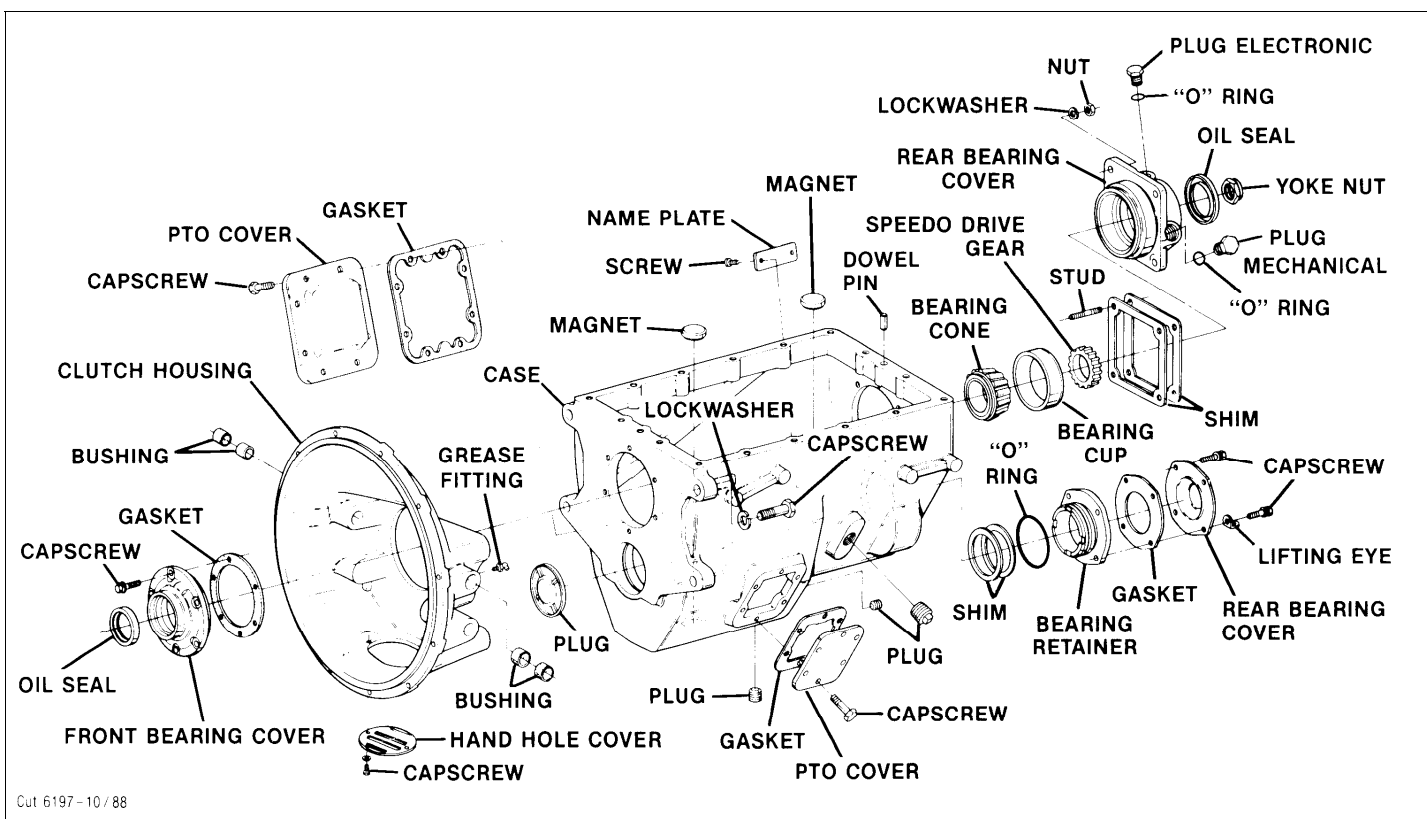 PLUG ELECTRONIC
NUT
"O" RING
LOCKWASHER
OIL SEAL
REAR BEARING
COVER
YOKE NUT
MAGNET
GASKET
NAME PLATE
SPEEDO DRIVE
GEAR
PTO COVER
PLUG
MECHANICAL
SCREW
DOWEL
PIN
CAPSCREW
STUD
"O" RING
BEARING
CONE
MAGNET
CLUTCH HOUSING
CASE
LOCKWASHER
SHIM
BEARING
CUP
CAPSCREW
"O"
RING
BUSHING
GREASE
FITTING
CAPSCREW
GASKET
CAPSCREW
LIFTING EYE
GASKET
SHIM
REAR BEARING
COVER
BEARING
RETAINER
PLUG
PLUG
OIL SEAL
BUSHING
PLUG
CAPSCREW
FRONT BEARING COVER
HAND HOLE COVER
GASKET
PTO COVER
CAPSCREW
Cut 6197-10/88